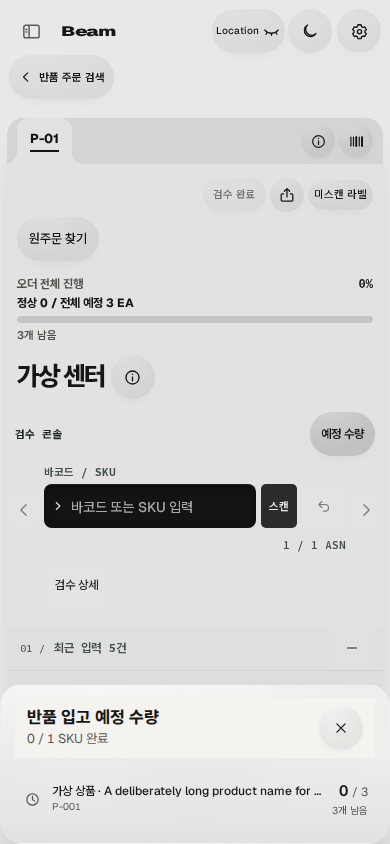 Beam
Location
반품 주문 검색
P-01
검수 완료
미스캔 라벨
원주문 찾기
오더 전체 진행 0%
정상 0 / 전체 예정 3 EA
3개 남음
가상 센터
검수 콘솔
예정 수량
바코드 / SKU
바코드 또는 SKU 입력
스캔
1 / 1 ASN
검수 상세
01 / 최근 입력 5건
반품 입고 예정 수량
0 / 1 SKU 완료
가상 상품 · A deliberately long product name for ... 0 / 3
P-001 3개 남음